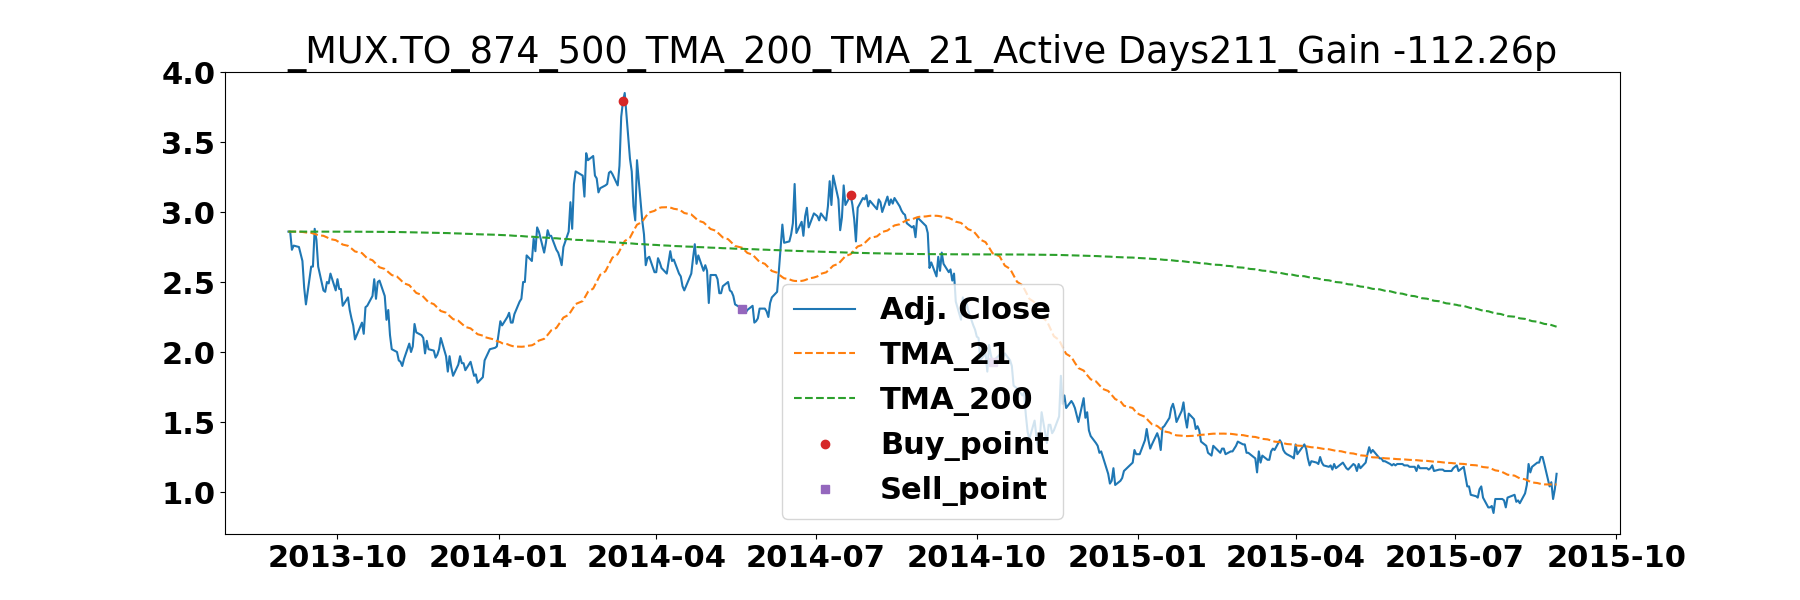 _MUX.TO_874_500_TMA_200_TMA_21_Active Days211_Gain -112.26p
4.0
3.5
3.0
2.5
2.0
1.5
1.0
Adj. Close
TMA_21
TMA_200
Buy_point
Sell_point
2013-10 2014-01 2014-04 2014-07 2014-10 2015-01 2015-04 2015-07 2015-10